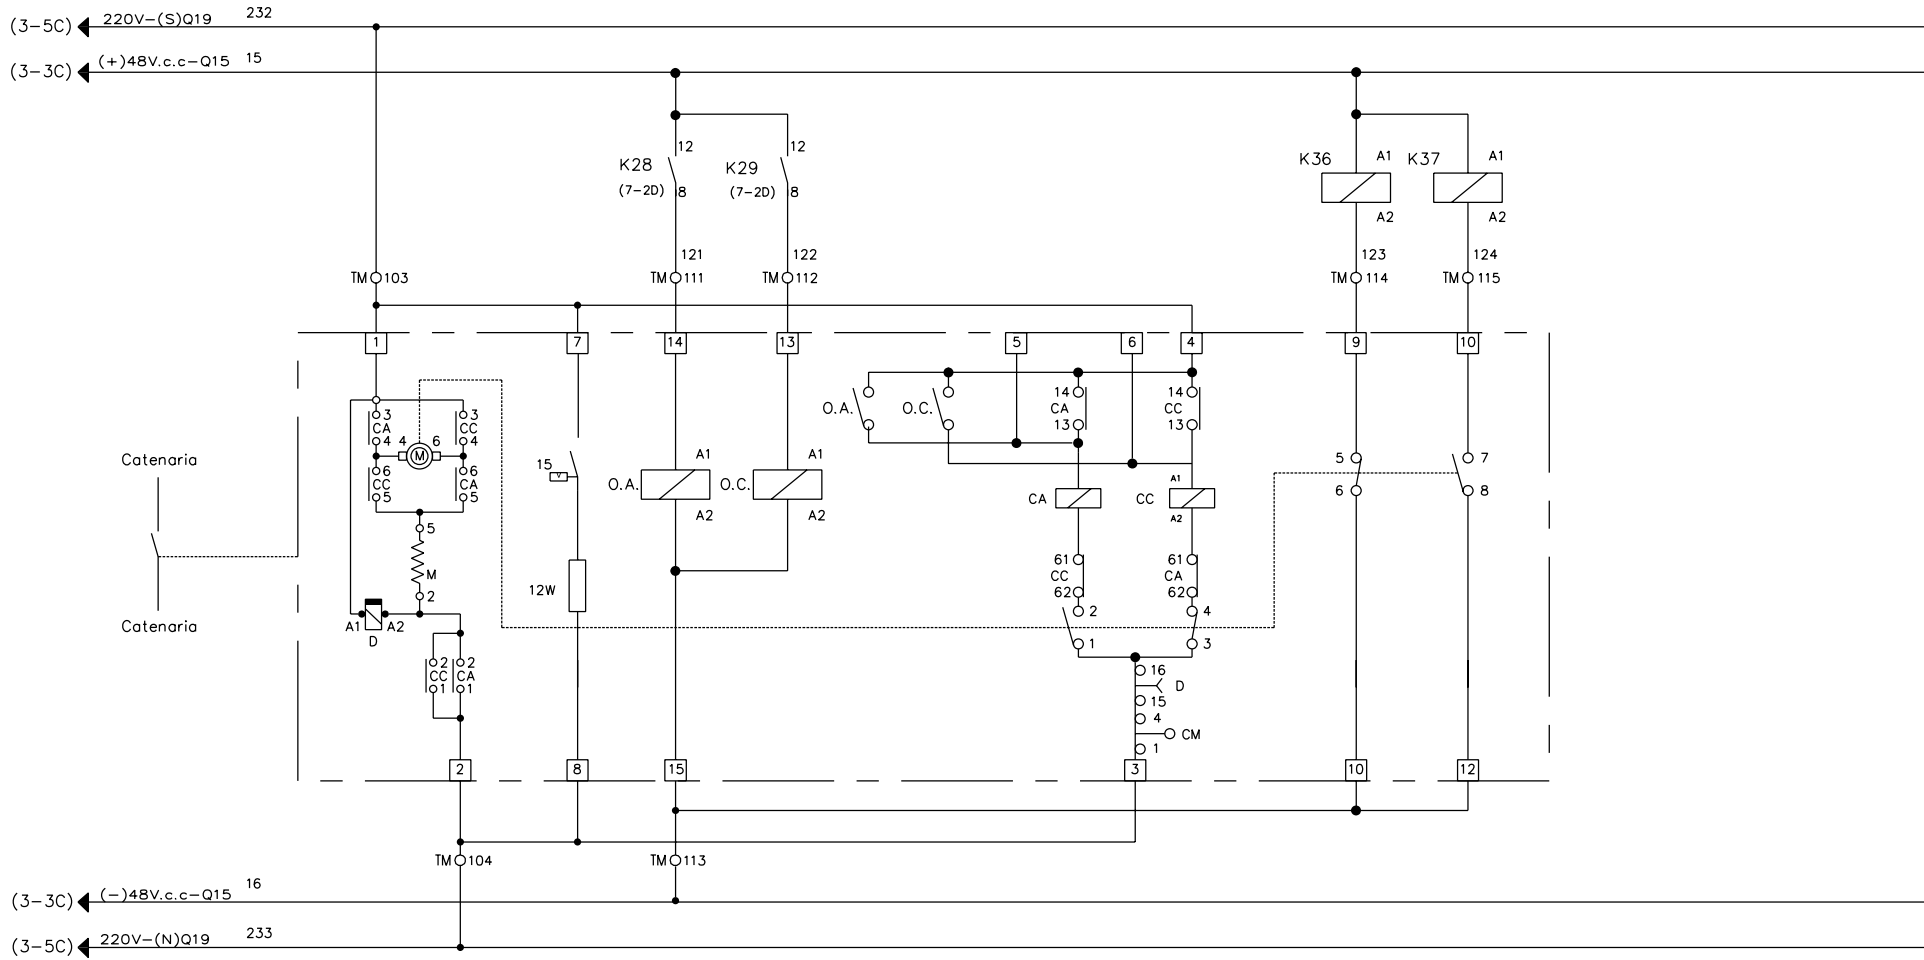 (3-5C) 220V-(S)Q19 232
(3-3C) (+)48V.c.c-Q15 15
12 12
K28 K29
(7-2D) 8 (7-2D) 8
K36 A1 K37 A1
A2 A2
121 122 123 124
TM 103 TM 111 TM 112 TM 114 TM 115
1 7 14 13 5 6 4 9 10
14 14
O.A. O.C. CA CC
13 13
3 3
CA CC
4 4 6 4
M
6 6
CC CA
5 5
Catenaria
15
A1 A1
O.A. O.C.
A2 A2
CA CC A1
A2
5 7
6 8
5
M
2
12W
61 61
CC CA
62 62
2 4
1 3
Catenaria
A1 A2
D
2 2
CC CA
1 1
16
D
15
4
CM
1
2 8 15 3 10 12
TM 104 TM 113
(3-3C) (-)48V.c.c-Q15 16
(3-5C) 220V-(N)Q19 233